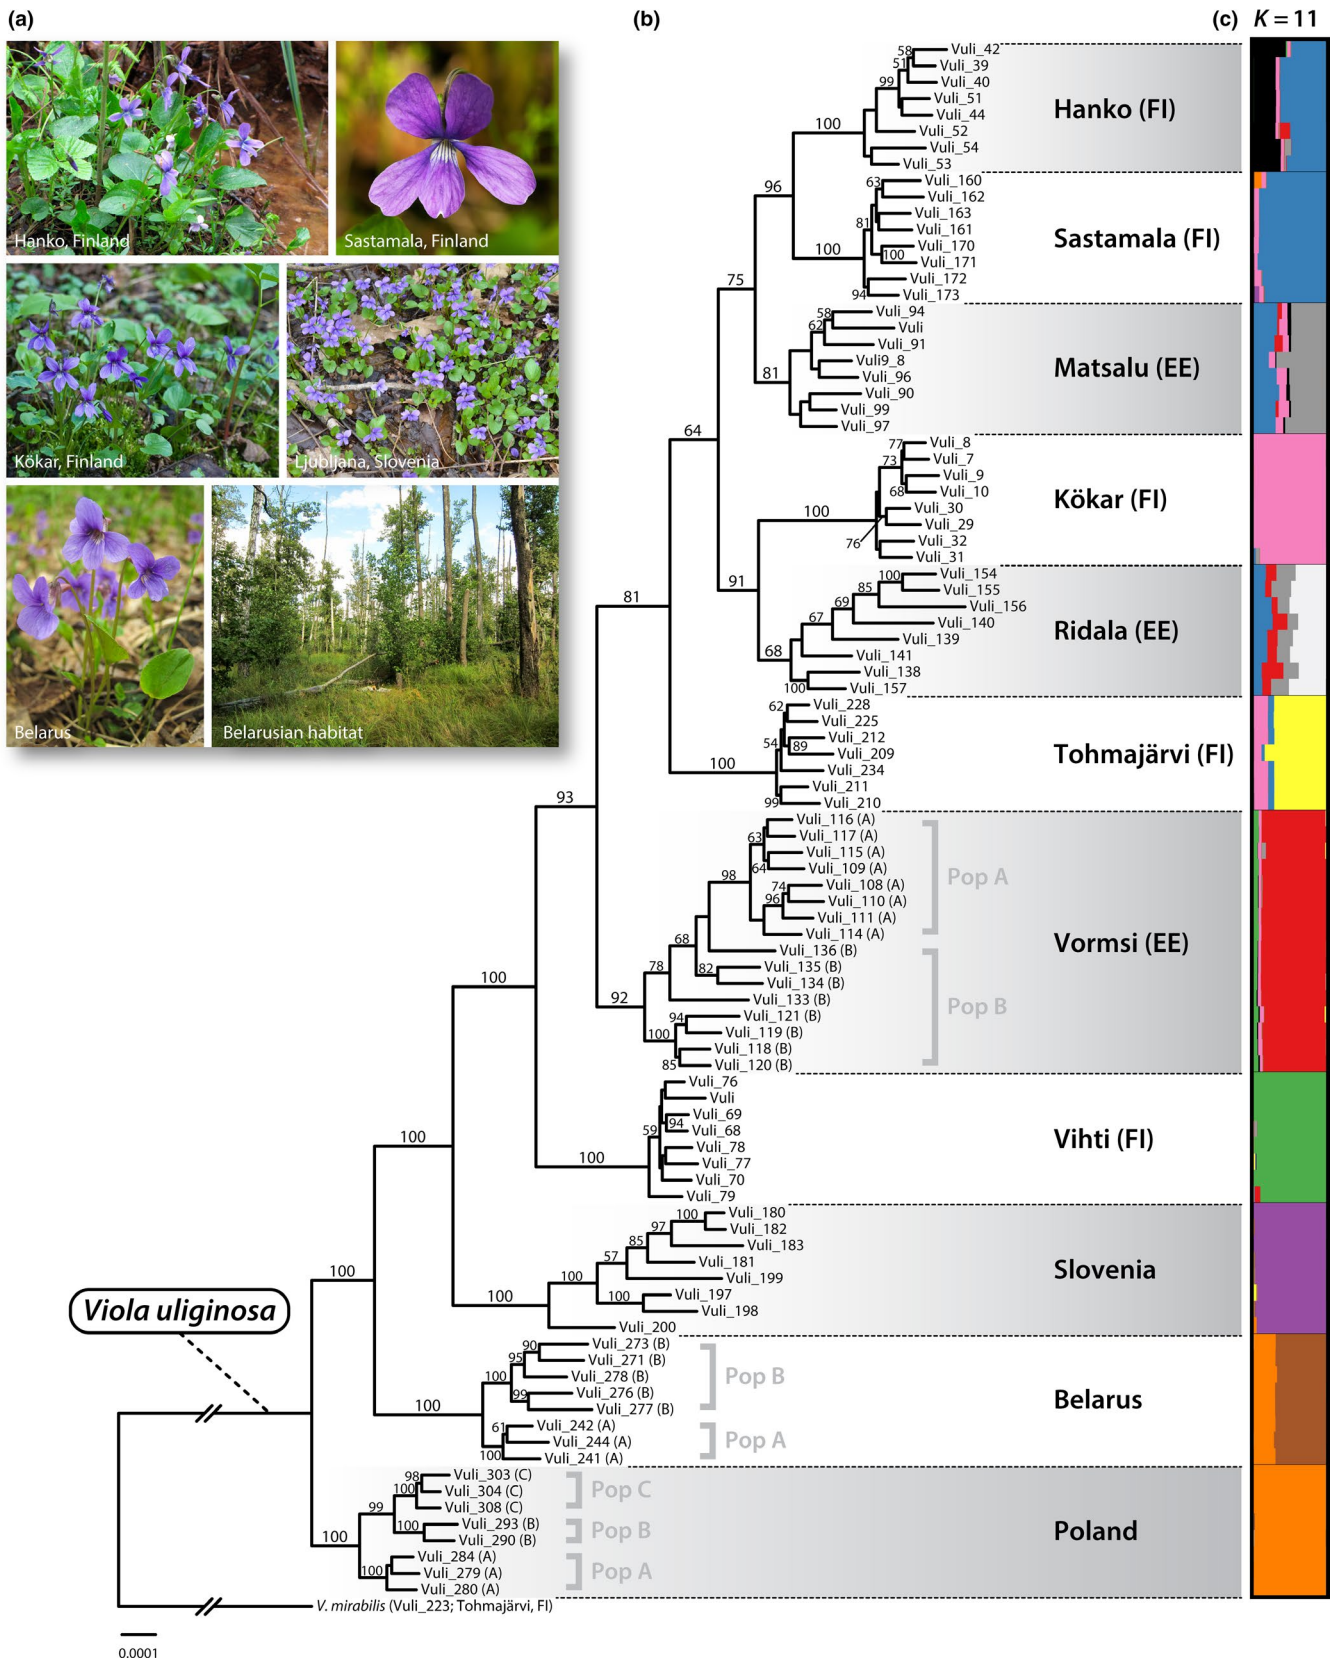 (a)
Hanko, Finland
Sastamala, Finland
Kökar, Finland
Ljubljana, Slovenia
Belarus
Belarusian habitat
(b)
58
Vuli_42
51
Vuli_39
99
Vuli_40
Vuli_51
Vuli_44
100
Vuli_52
Vuli_54
Vuli_53
Hanko (FI)
96
63
Vuli_160
Vuli_162
Vuli_163
81
Vuli_161
Vuli_170
100
100
Vuli_171
Vuli_172
94
Vuli_173
Sastamala (FI)
75
58
Vuli_94
62
Vuli
Vuli_91
Vuli9_8
81
Vuli_96
Vuli_90
Vuli_99
Vuli_97
Matsalu (EE)
64
77
Vuli_8
73
Vuli_7
Vuli_9
68
Vuli_10
100
Vuli_30
Vuli_29
76
Vuli_32
Vuli_31
Kökar (FI)
91
100
Vuli_154
85
Vuli_155
69
Vuli_156
67
Vuli_140
Vuli_139
68
Vuli_141
Vuli_138
100
Vuli_157
Ridala (EE)
81
62
Vuli_228
Vuli_225
54
Vuli_212
89
Vuli_209
100
Vuli_234
Vuli_211
99
Vuli_210
Tohmajärvi (FI)
93
Vuli_116 (A)
63
Vuli_117 (A)
Vuli_115 (A)
64
Vuli_109 (A)
98
74
Vuli_108 (A)
96
Vuli_110 (A)
Vuli_111 (A)
Vuli_114 (A)
Pop A
68
Vuli_136 (B)
78
82
Vuli_135 (B)
Vuli_134 (B)
92
Vuli_133 (B)
94
Vuli_121 (B)
100
Vuli_119 (B)
Vuli_118 (B)
85
Vuli_120 (B)
Pop B
Vormsi (EE)
100
Vuli_76
Vuli
Vuli_69
59
94
Vuli_68
Vuli_78
100
Vuli_77
Vuli_70
Vuli_79
Vihti (FI)
100
100
Vuli_180
97
Vuli_182
85
Vuli_183
57
Vuli_181
100
Vuli_199
100
100
Vuli_197
Vuli_198
Vuli_200
Slovenia
100
Viola uliginosa
90
Vuli_273 (B)
95
Vuli_271 (B)
100
Vuli_278 (B)
99
Vuli_276 (B)
Vuli_277 (B)
Pop B
100
61
Vuli_242 (A)
Vuli_244 (A)
100
Vuli_241 (A)
Pop A
Belarus
98
Vuli_303 (C)
100
Vuli_304 (C)
99
Vuli_308 (C)
Pop C
100
Vuli_293 (B)
Vuli_290 (B)
Pop B
100
Vuli_284 (A)
100
Vuli_279 (A)
Vuli_280 (A)
Pop A
Poland
V. mirabilis (Vuli_223; Tohmajärvi, FI)
0.0001
(c) K = 11